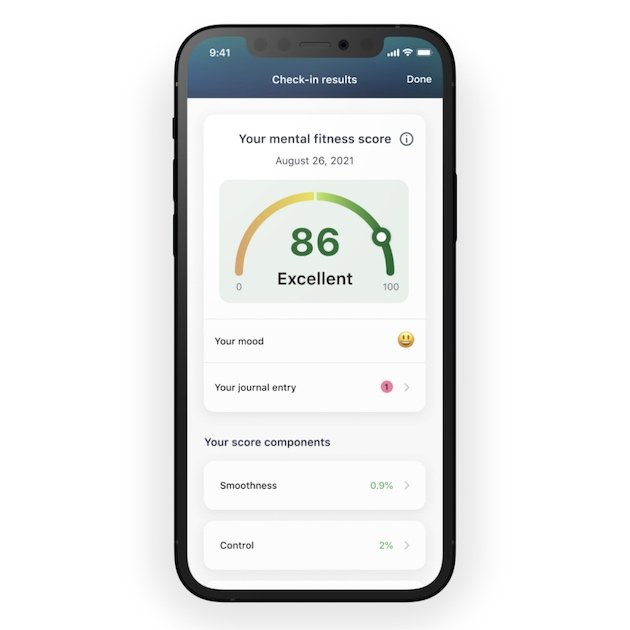 9:41
Check-in results
Done
Your mental fitness score
August 26, 2021
86
Excellent
0
100
Your mood
Your journal entry
1
Your score components
Smoothness
0.9%
Control
2%